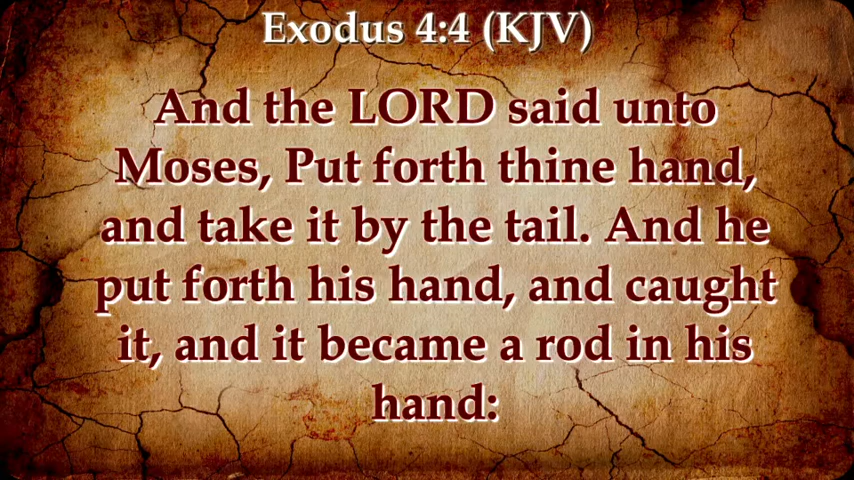 Exodus 4:4 (KJV)
And the LORD said unto
Moses, Put forth thine hand,
and take it by the tail. And he
put forth his hand, and caught
it, and it became a rod in his
hand: